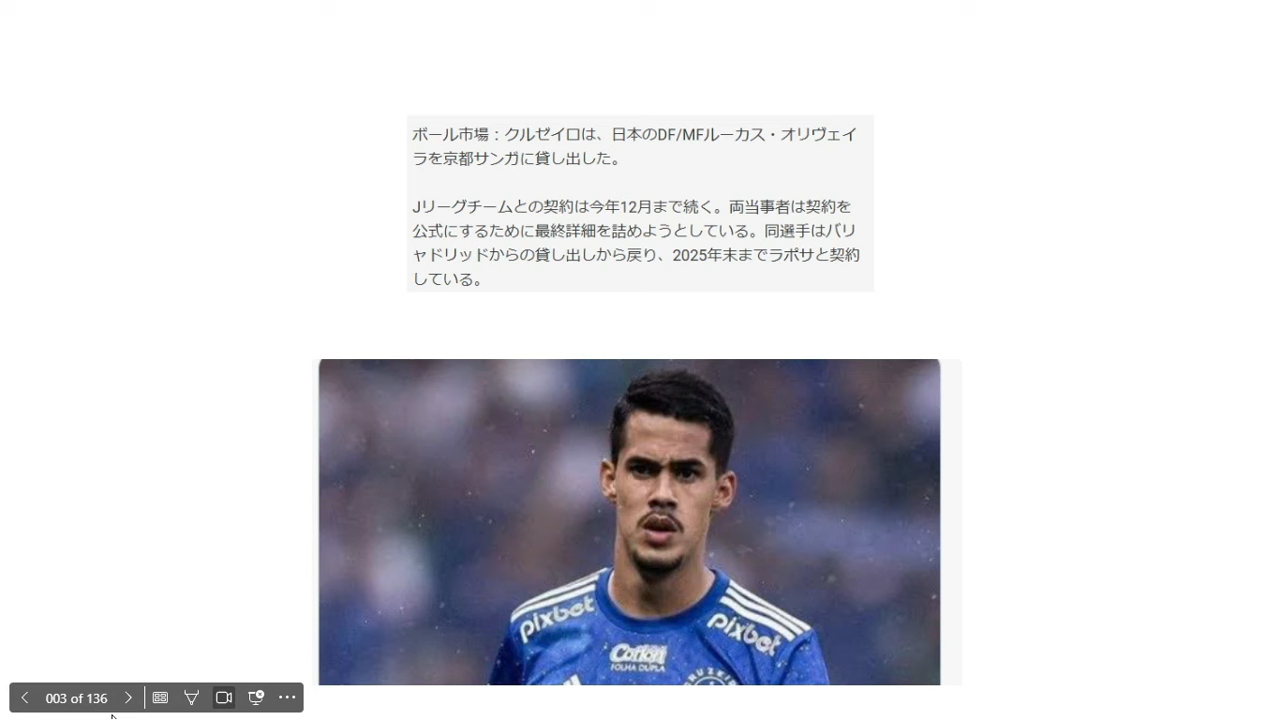 ボール市場：クルゼイロは、日本のDF/MFルーカス・オリヴェイ
ラを京都サンガに貸し出した。
Jリーグチームとの契約は今年12月まで続く。両当事者は契約を
公式にするために最終詳細を詰めようとしている。同選手はバリ
ャドリッドからの貸し出しから戻り、2025年末までラポサと契約
している。
pixbet
pixbet
Cotton
FOLHA DUPLA
003 of 136